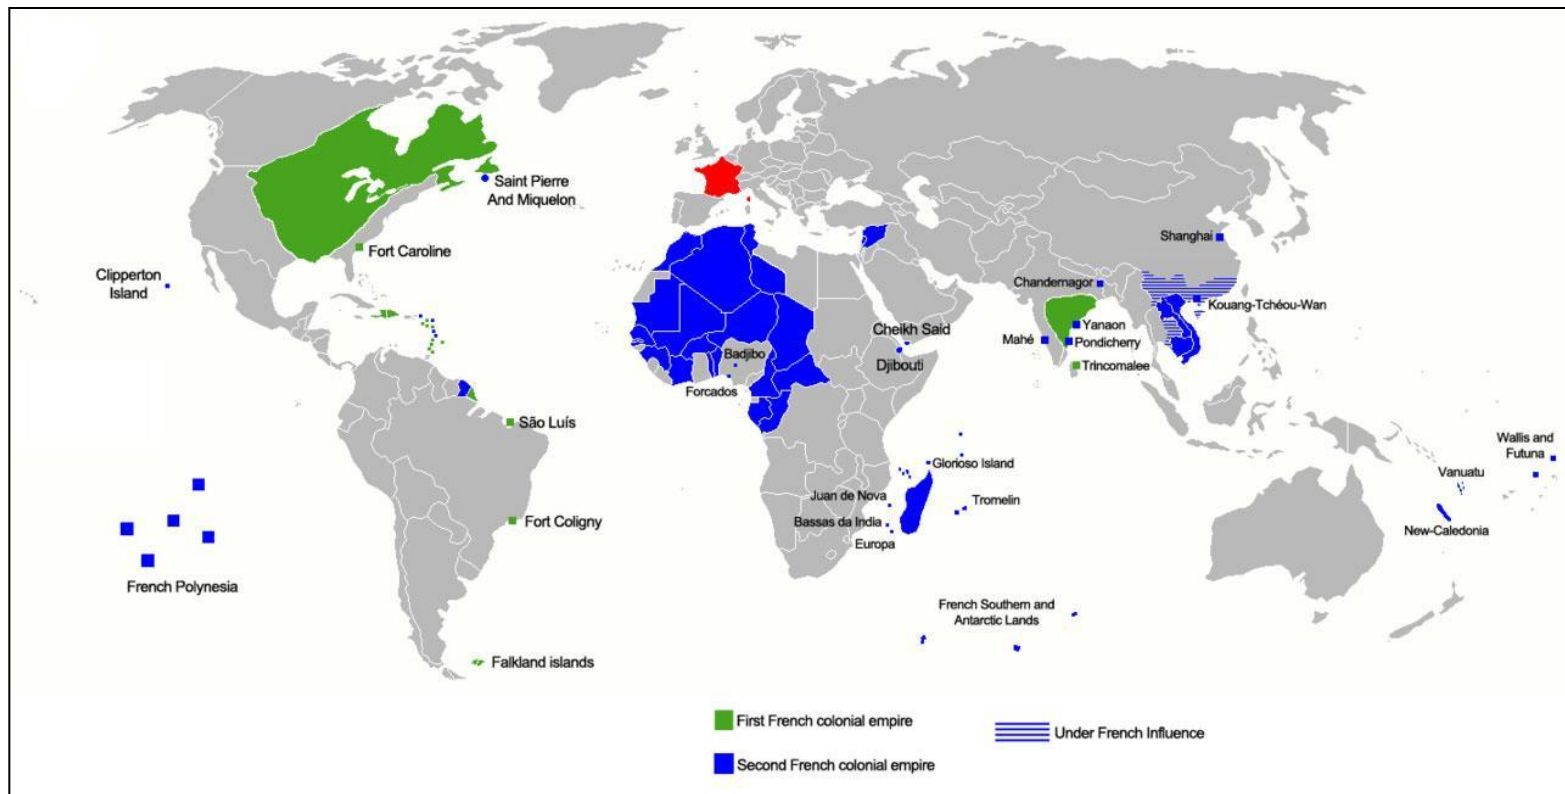 Saint Pierre
And Miquelon
Fort Caroline
Clipperton
Island
Shanghai
Chandernagor
Kouang-Tchéou-Wan
Cheikh Said
Yanaon
Mahé
Pondicherry
Badjibo
Djibouti
Trincomalee
Forcados
São Luís
Wallis and
Futuna
Glorioso Island
Vanuatu
Juan de Nova
Tromelin
Bassas da India
Fort Coligny
New-Caledonia
Europa
French Polynesia
French Southern and
Antarctic Lands
Falkland islands
First French colonial empire
Under French Influence
Second French colonial empire